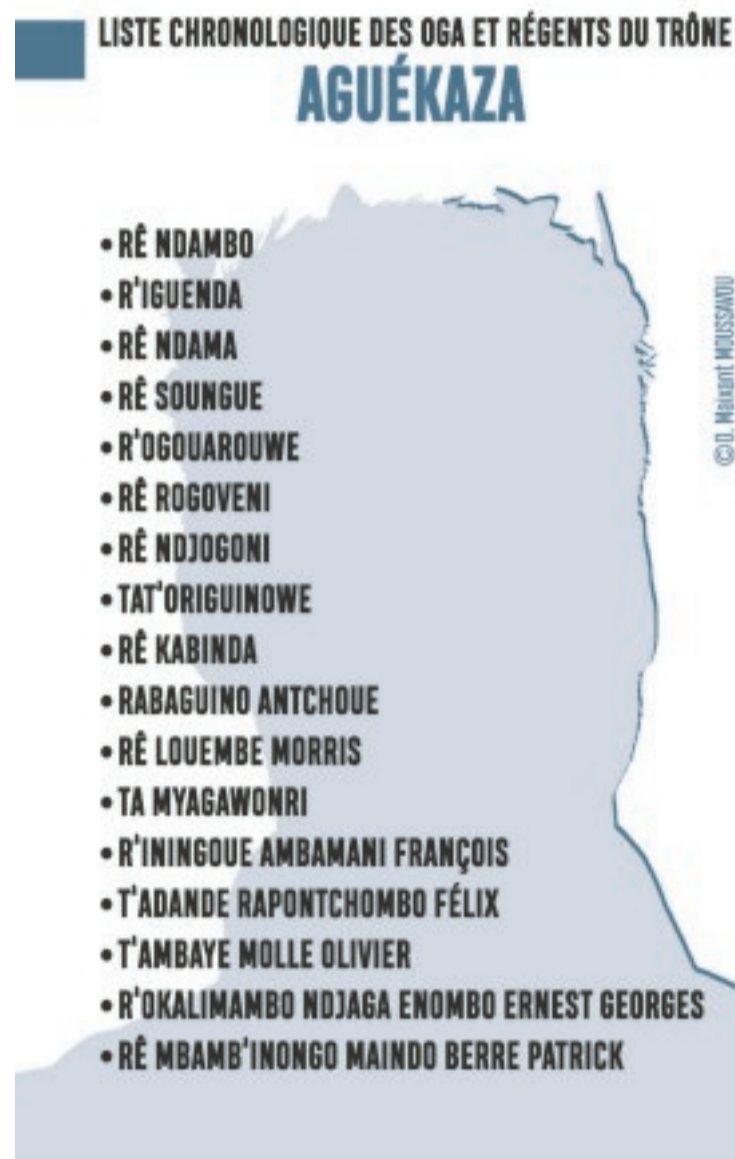 LISTE CHRONOLOGIQUE DES OGA ET RÉGENTS DU TRÔNE
AGUÉKAZA
• RÊ NDAMBO
• R'IGUENDA
• RÊ NDAMA
• RÊ SOUNGUE
• R'OGOUAROUWE
• RÊ ROGOVENI
• RÊ NDJOGONI
• TAT'ORIGUINOWE
• RÊ KABINDA
• RABAGUINO ANTCHOUE
• RÊ LOUEMBE MORRIS
• TA MYAGAWONRI
• R'ININGOUE AMBAMANI FRANÇOIS
• T'ADANDE RAPONTCHOMBO FÉLIX
• T'AMBAYE MOLLE OLIVIER
• R'OKALIMAMBO NDJAGA ENOMBO ERNEST GEORGES
• RÊ MBAMB'INONGO MAINDO BERRE PATRICK
© D. Maixant MOUSSAVOU